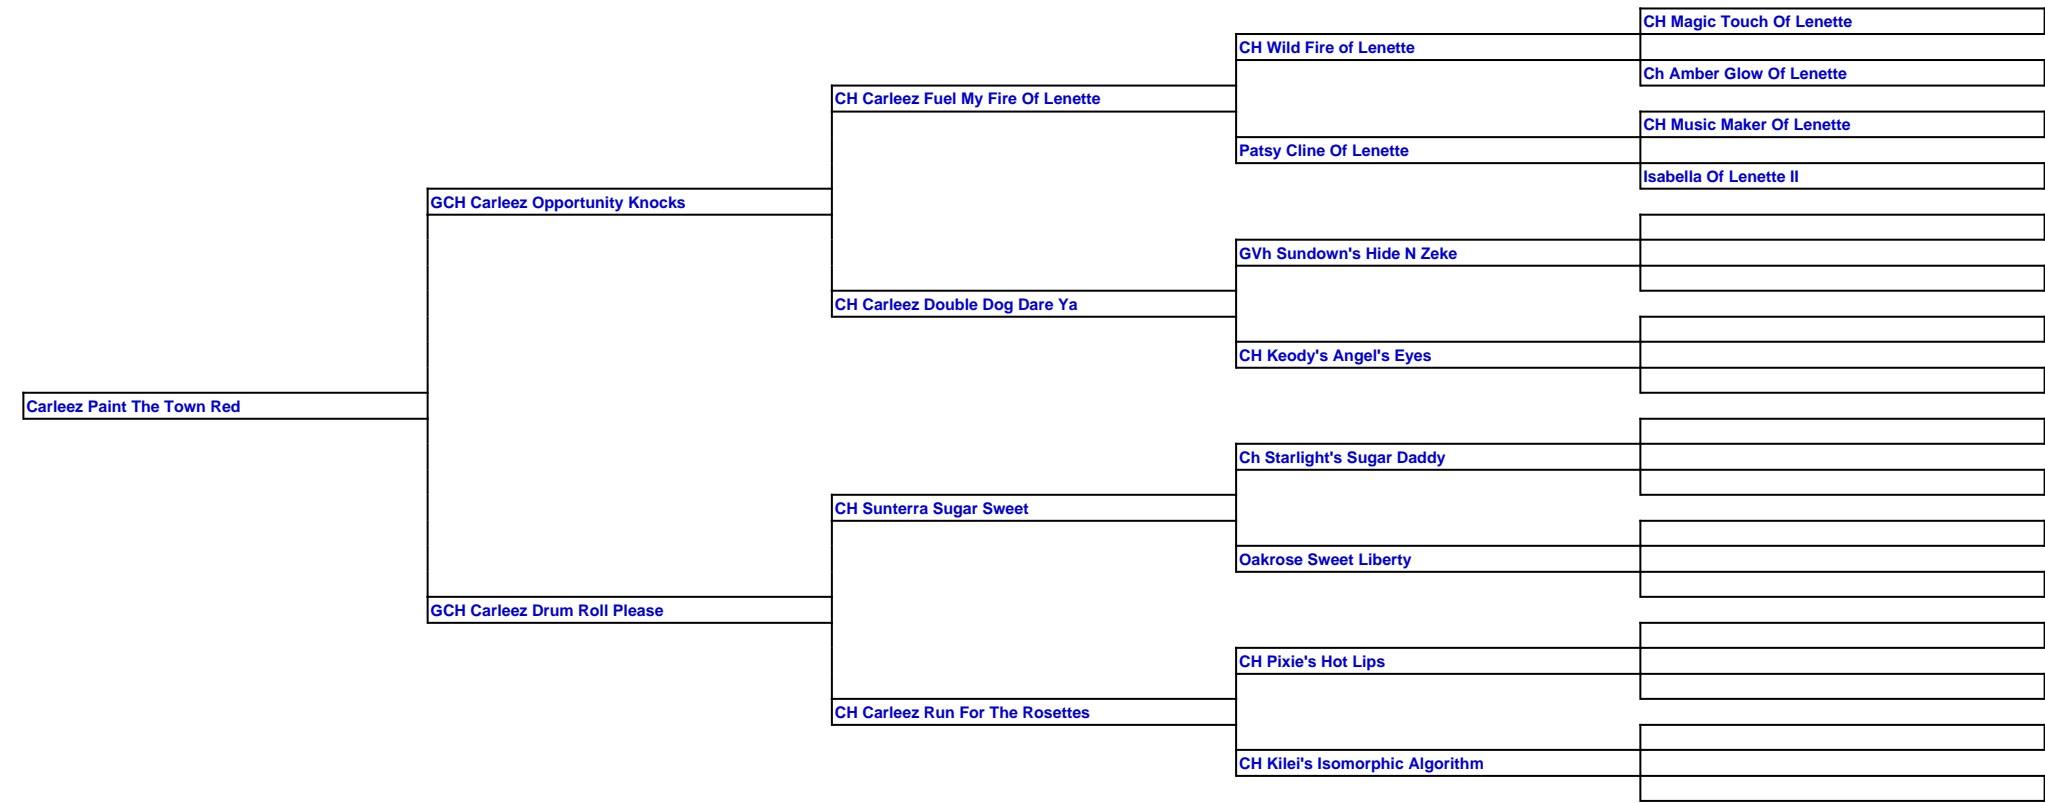 CH Magic Touch Of Lenette
CH Wild Fire of Lenette
Ch Amber Glow Of Lenette
CH Carleez Fuel My Fire Of Lenette
CH Music Maker Of Lenette
Patsy Cline Of Lenette
Isabella Of Lenette II
GCH Carleez Opportunity Knocks
GVh Sundown's Hide N Zeke
CH Carleez Double Dog Dare Ya
CH Keody's Angel's Eyes
Carleez Paint The Town Red
Ch Starlight's Sugar Daddy
CH Sunterra Sugar Sweet
Oakrose Sweet Liberty
GCH Carleez Drum Roll Please
CH Pixie's Hot Lips
CH Carleez Run For The Rosettes
CH Kilei's Isomorphic Algorithm